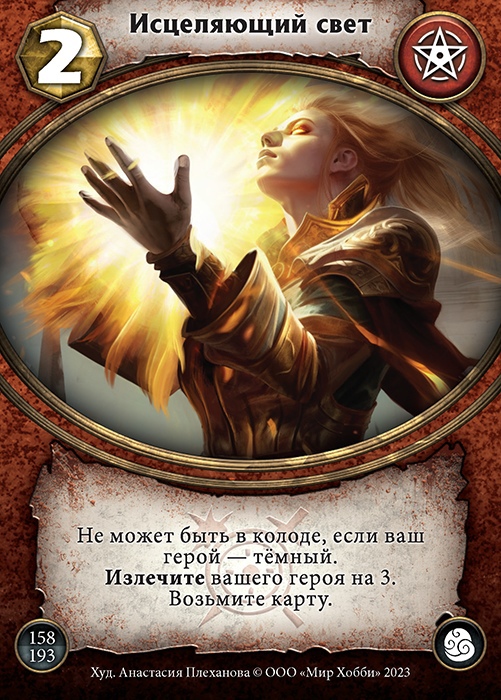 Исцеляющий свет
2
Не может быть в колоде, если ваш
герой — тёмный.
Излечите вашего героя на 3.
Возьмите карту.
158
193
Худ. Анастасия Плеханова © ООО «Мир Хобби» 2023